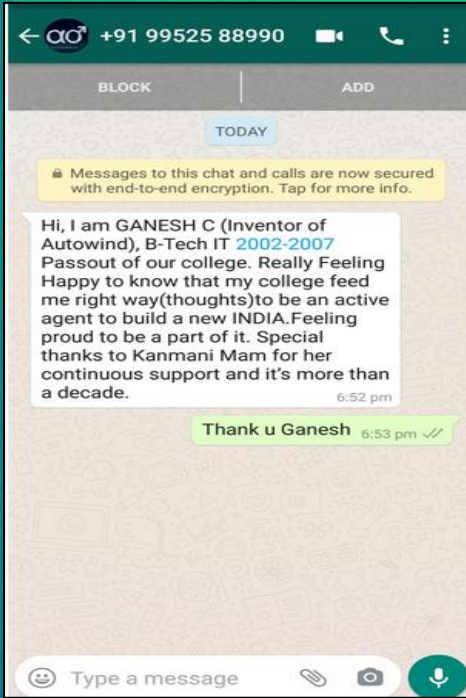 +91 99525 88990
BLOCK ADD
TODAY
Messages to this chat and calls are now secured
with end-to-end encryption. Tap for more info.
Hi, I am GANESH C (Inventor of
Autowind), B-Tech IT 2002-2007
Passout of our college. Really Feeling
Happy to know that my college feed
me right way(thoughts)to be an active
agent to build a new INDIA.Feeling
proud to be a part of it. Special
thanks to Kanmani Mam for her
continuous support and it's more than
a decade.
6:52 pm
Thank u Ganesh 6:53 pm
Type a message